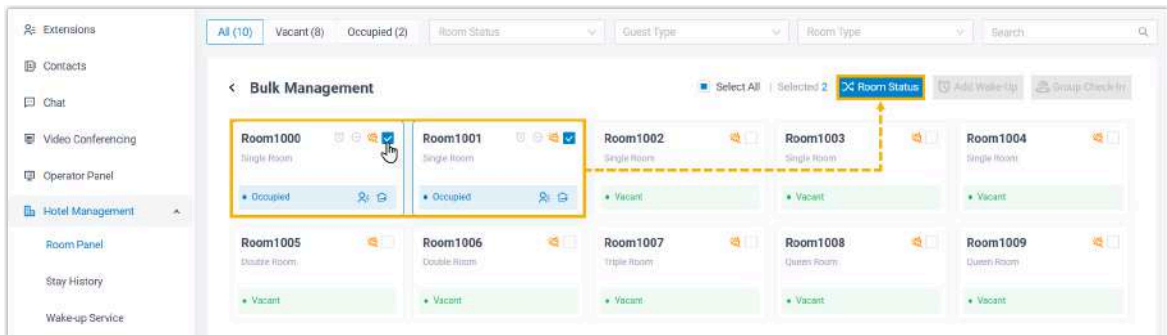 Extensions
Contacts
Chat
Video Conferencing
Operator Panel
Hotel Management
Room Panel
Stay History
Wake-up Service
All (10) Vacant (8) Occupied (2) Room Status Guest Type Room Type Search
Bulk Management Select All Selected 2 Room Status Add Wake-Up Group Check-In
Room1000 Room1001 Room1002 Room1003 Room1004
Single Room Single Room Single Room Single Room Single Room
Occupied Occupied Vacant Vacant Vacant
Room1005 Room1006 Room1007 Room1008 Room1009
Double Room Double Room Triple Room Queen Room Queen Room
Vacant Vacant Vacant Vacant Vacant